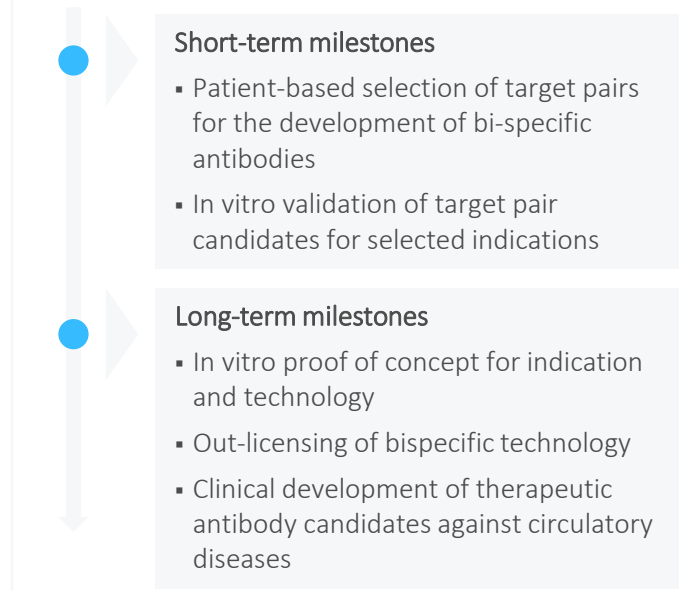 Short-term milestones
▪ Patient-based selection of target pairs
for the development of bi-specific
antibodies
▪ In vitro validation of target pair
candidates for selected indications
Long-term milestones
▪ In vitro proof of concept for indication
and technology
▪ Out-licensing of bispecific technology
▪ Clinical development of therapeutic
antibody candidates against circulatory
diseases